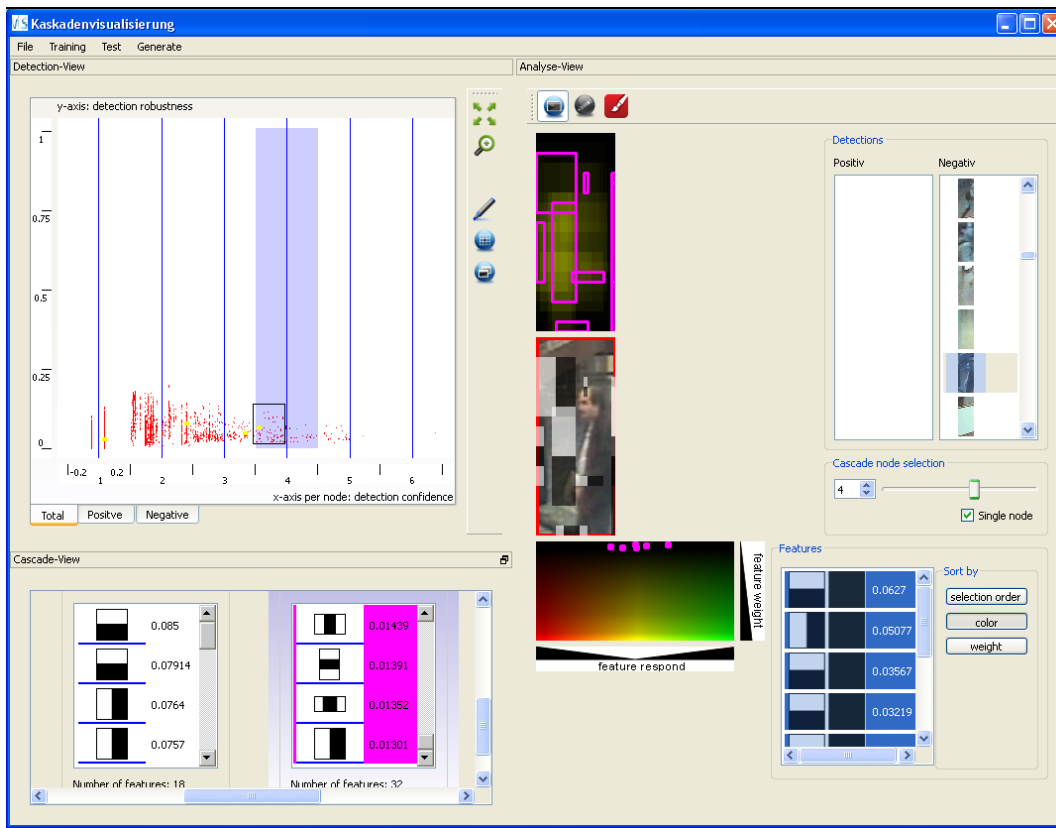 Kaskadenvisualisierung
File Training Test Generate
Detection-View
y-axis: detection robustness
1
0.75
0.5
0.25
0
-0.2 0.2
1 2 3 4 5 6
x-axis per node: detection confidence
Total Positve Negative
Cascade-View
0.085
0.07914
0.0764
0.0757
Number of features: 18
0.01439
0.01391
0.01352
0.01301
Number of features: 32
Analyse-View
Detections
Positiv Negativ
Cascade node selection
4
Single node
feature weight
feature respond
Features
0.0627
0.05077
0.03567
0.03219
Sort by
selection order
color
weight